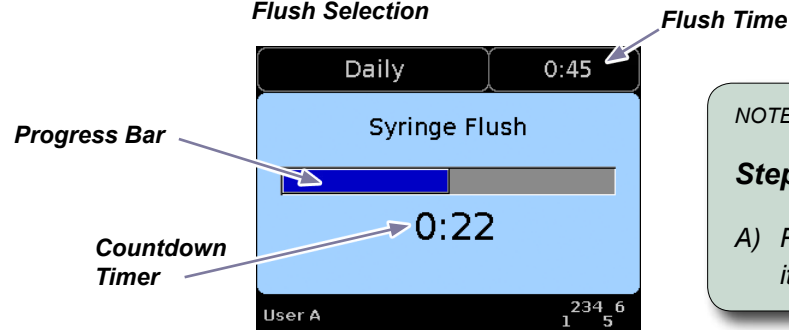 Flush Selection
Flush Time
Daily
0:45
Syringe Flush
Progress Bar
0:22
Countdown
Timer
User A
1 234 5 6
NOTE
Step
A)